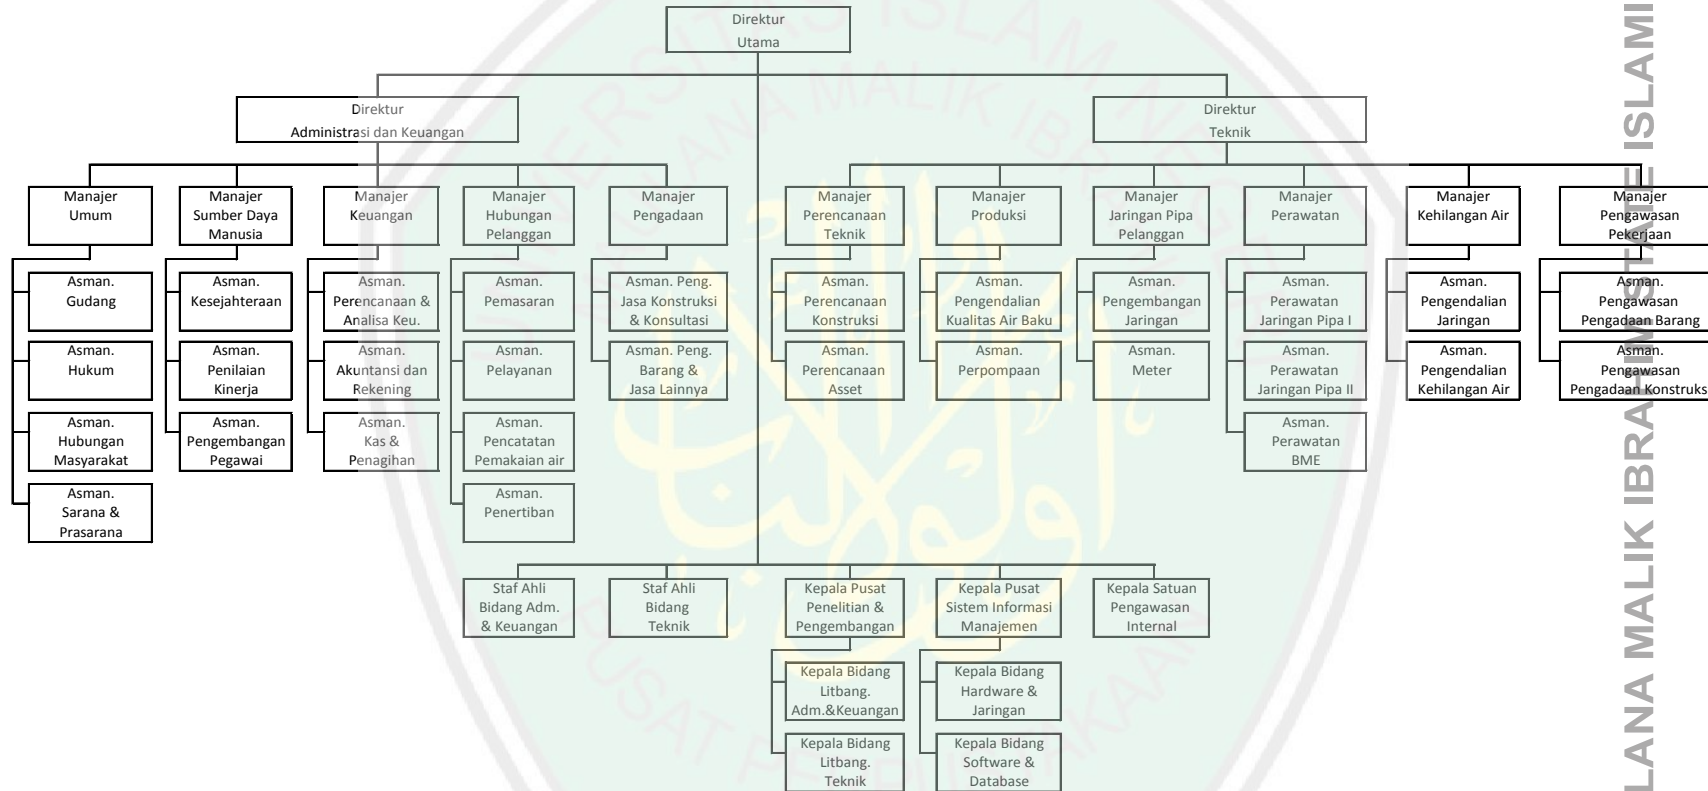 Direktur
Utama
Direktur
Administrasi dan Keuangan
Direktur
Teknik
Manajer
Umum
Manajer
Sumber Daya
Manusia
Manajer
Keuangan
Manajer
Hubungan
Pelanggan
Manajer
Pengadaan
Manajer
Perencanaan
Teknik
Manajer
Produksi
Manajer
Jaringan Pipa
Pelanggan
Manajer
Perawatan
Manajer
Kehilangan Air
Manajer
Pengawasan
Pekerjaan
Asman.
Gudang
Asman.
Kesejahteraan
Asman.
Perencanaan &
Analisa Keu.
Asman.
Pemasaran
Asman. Peng.
Jasa Konstruksi
& Konsultasi
Asman.
Perencanaan
Konstruksi
Asman.
Pengendalian
Kualitas Air Baku
Asman.
Pengembangan
Jaringan
Asman.
Perawatan
Jaringan Pipa I
Asman.
Pengendalian
Jaringan
Asman.
Pengawasan
Pengadaan Barang
Asman.
Hukum
Asman.
Penilaian
Kinerja
Asman.
Akuntansi dan
Rekening
Asman.
Pelayanan
Asman. Peng.
Barang &
Jasa Lainnya
Asman.
Perencanaan
Asset
Asman.
Perpompaan
Asman.
Meter
Asman.
Perawatan
Jaringan Pipa II
Asman.
Pengendalian
Kehilangan Air
Asman.
Pengawasan
Pengadaan Konstruks
Asman.
Hubungan
Masyarakat
Asman.
Pengembangan
Pegawai
Asman.
Kas &
Penagihan
Asman.
Pencatatan
Pemakaian air
Asman.
Perawatan
BME
Asman.
Sarana &
Prasarana
Asman.
Penertiban
Staf Ahli
Bidang Adm.
& Keuangan
Staf Ahli
Bidang
Teknik
Kepala Pusat
Penelitian &
Pengembangan
Kepala Pusat
Sistem Informasi
Manajemen
Kepala Satuan
Pengawasan
Internal
Kepala Bidang
Litbang.
Adm.&Keuangan
Kepala Bidang
Hardware &
Jaringan
Kepala Bidang
Litbang.
Teknik
Kepala Bidang
Software &
Database
LANA MALIK IBRAHIM STATE ISLAMI